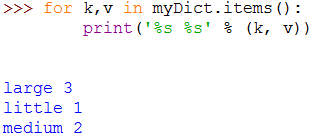 >>> for k,v in myDict.items():
        print('%s %s' % (k, v))
large 3
little 1
medium 2